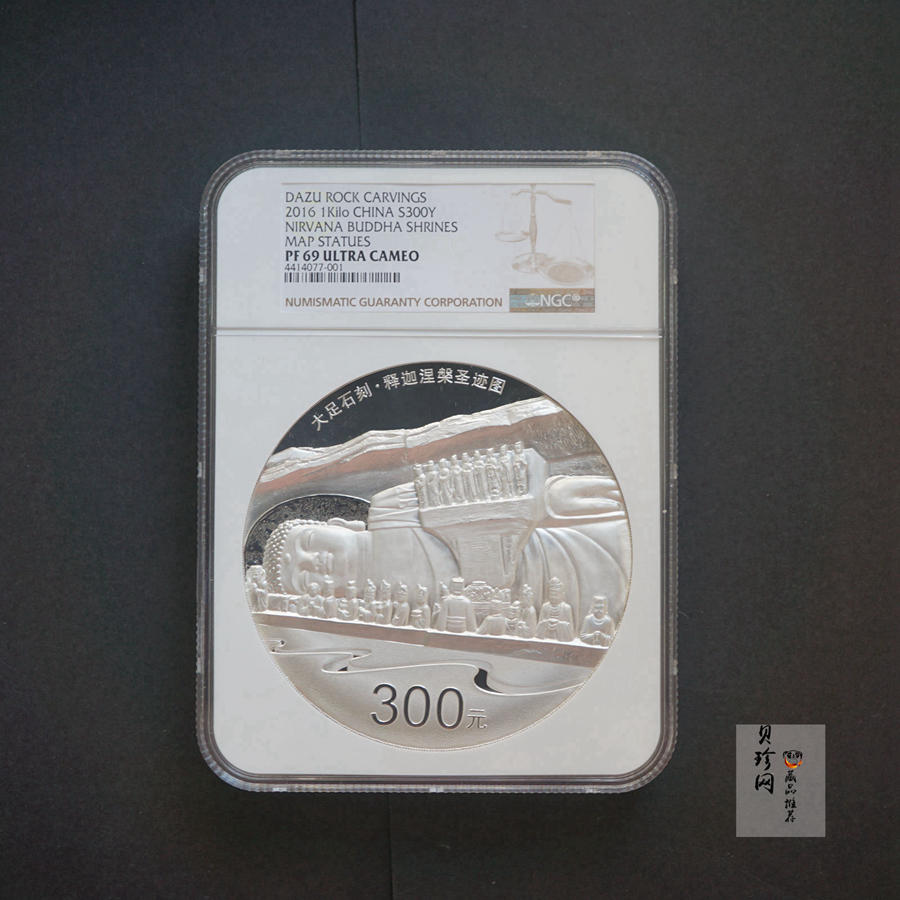 DAZU ROCK CARVINGS
2016 1Kilo CHINA S300Y
NIRVANA BUDDHA SHRINES
MAP STATUES
PF 69 ULTRA CAMEO
4414077-001
NUMISMATIC GUARANTY CORPORATION
NGC
大足石刻·释迦涅槃圣迹图
300元
贝珍网
藏品推荐